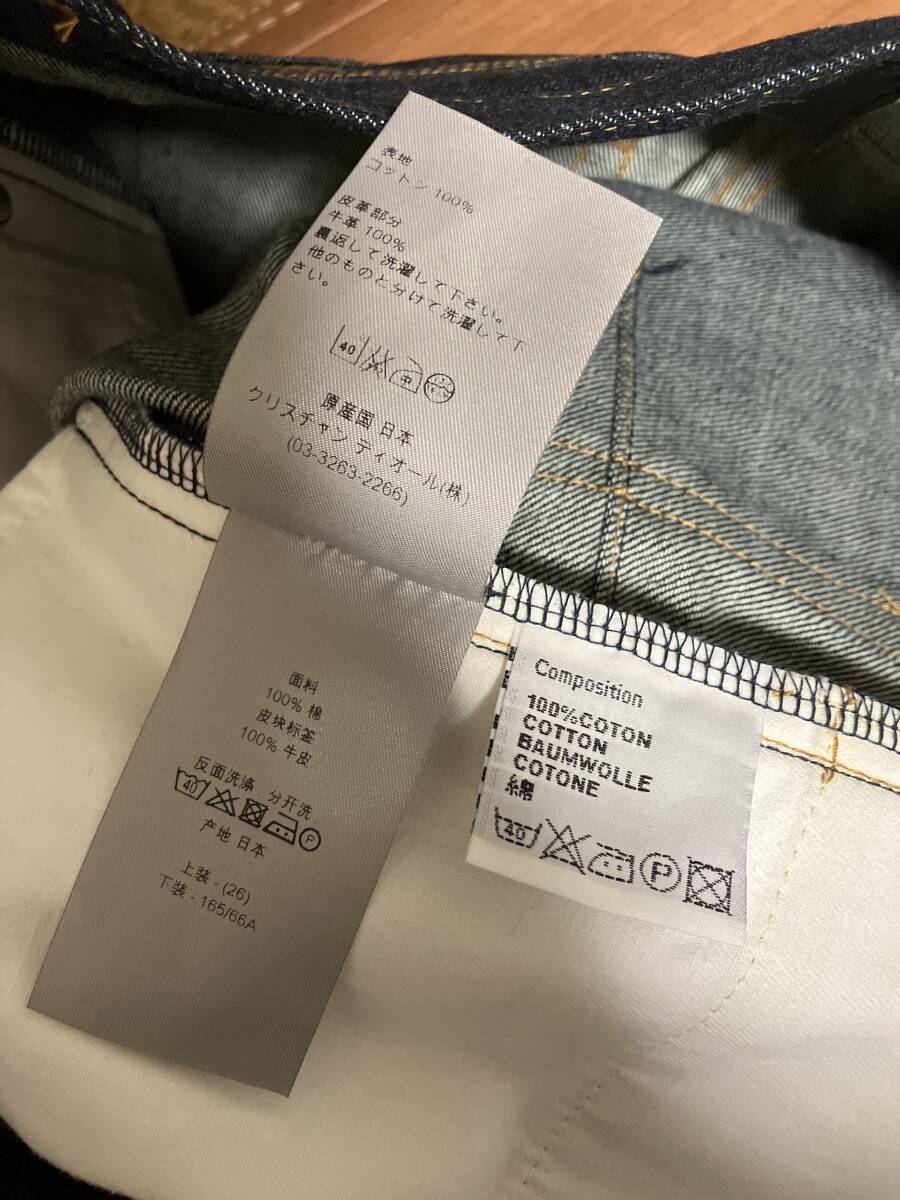 表地
コットン 100%
皮革部分
牛革 100%
裏返して洗濯して下さい。
他のものと分けて洗濯して下
さい。
40 中
原産国 日本
クリスチャン ディオール(株)
(03-3263-2266)
面料
100% 棉
皮块标签
100% 牛皮
反面洗涤 分开洗
40 P
产地 日本
上装 - (26)
下装 - 165/66A
Composition
100%COTON
COTTON
BAUMWOLLE
COTONE
綿
40 P